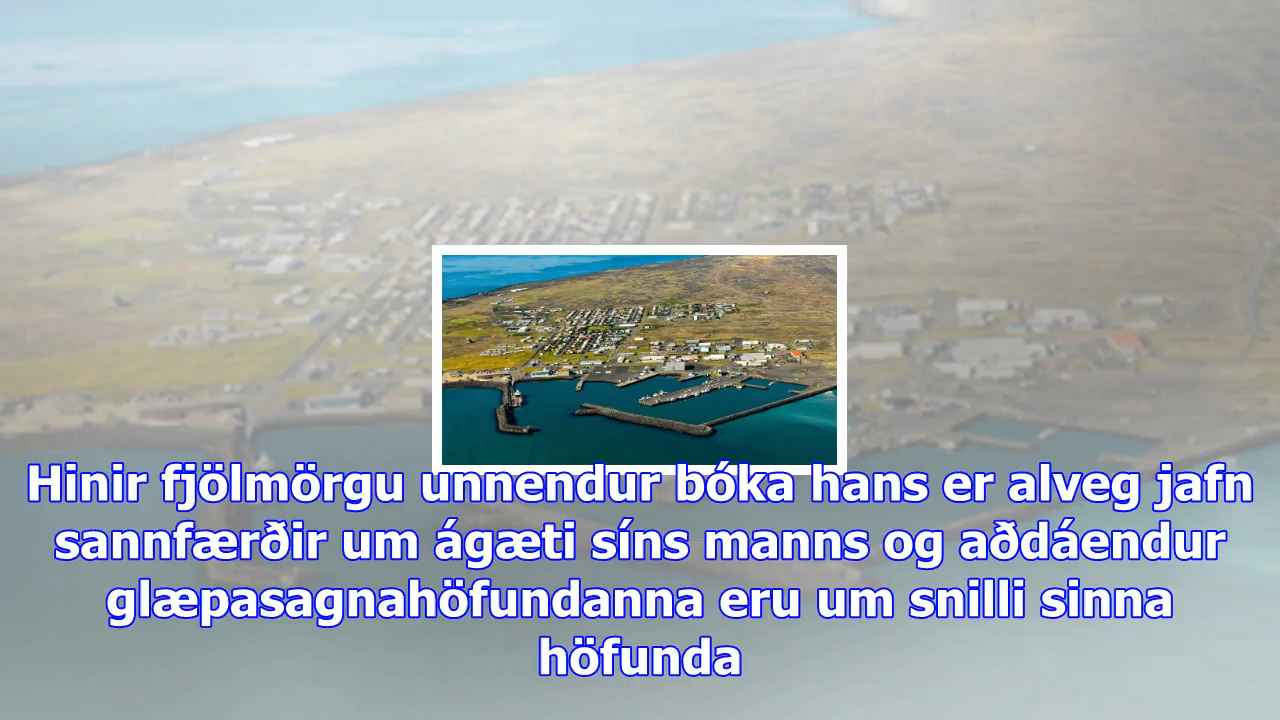 Hinir fjölmörgu unnendur bóka hans er alveg jafn
sannfærðir um ágæti síns manns og aðdáendur
glæpasagnahöfundanna eru um snilli sinna
höfunda